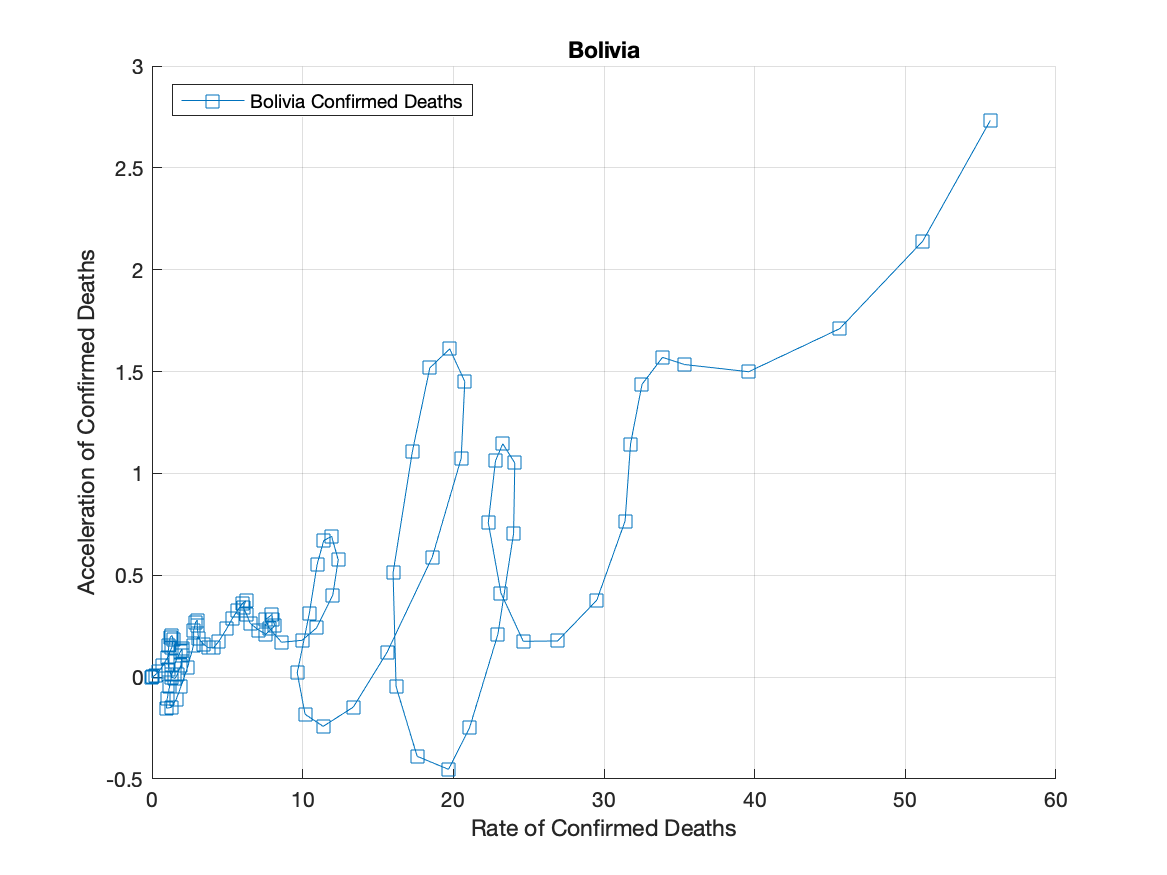 Bolivia
Bolivia Confirmed Deaths
3
2.5
2
1.5
1
0.5
0
-0.5
Acceleration of Confirmed Deaths
0 10 20 30 40 50 60
Rate of Confirmed Deaths